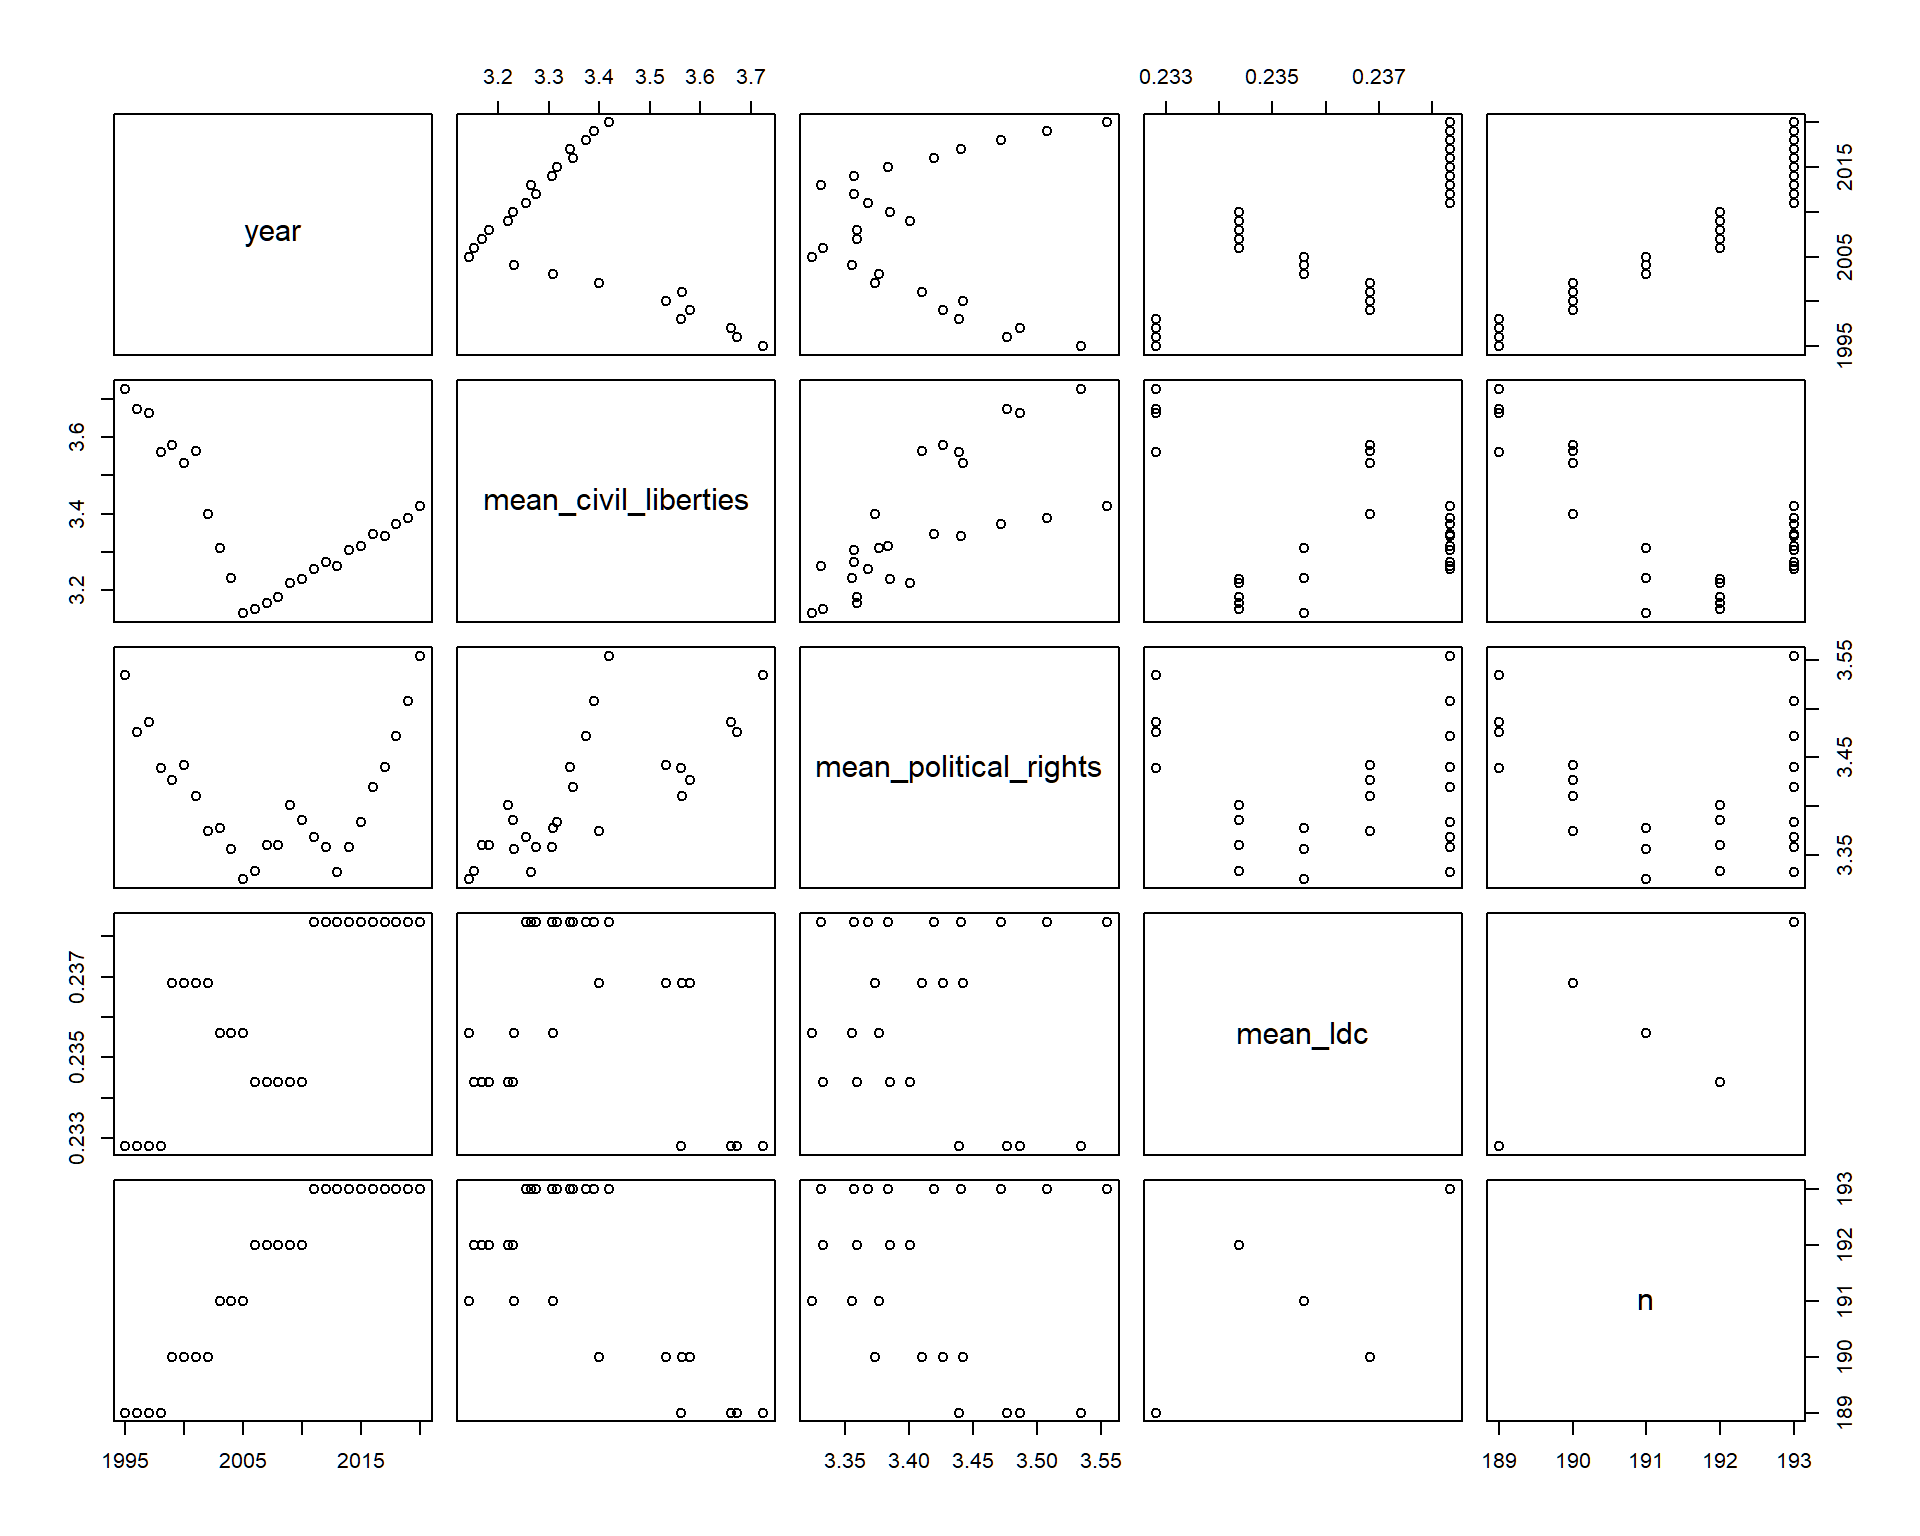 3.2 3.3 3.4 3.5 3.6 3.7
0.233 0.235 0.237
year
1995 2005 2015
3.2 3.4 3.6
mean_civil_liberties
mean_political_rights
3.35 3.45 3.55
0.233 0.235 0.237
mean_ldc
n
189 190 191 192 193
1995 2005 2015
3.35 3.40 3.45 3.50 3.55
189 190 191 192 193